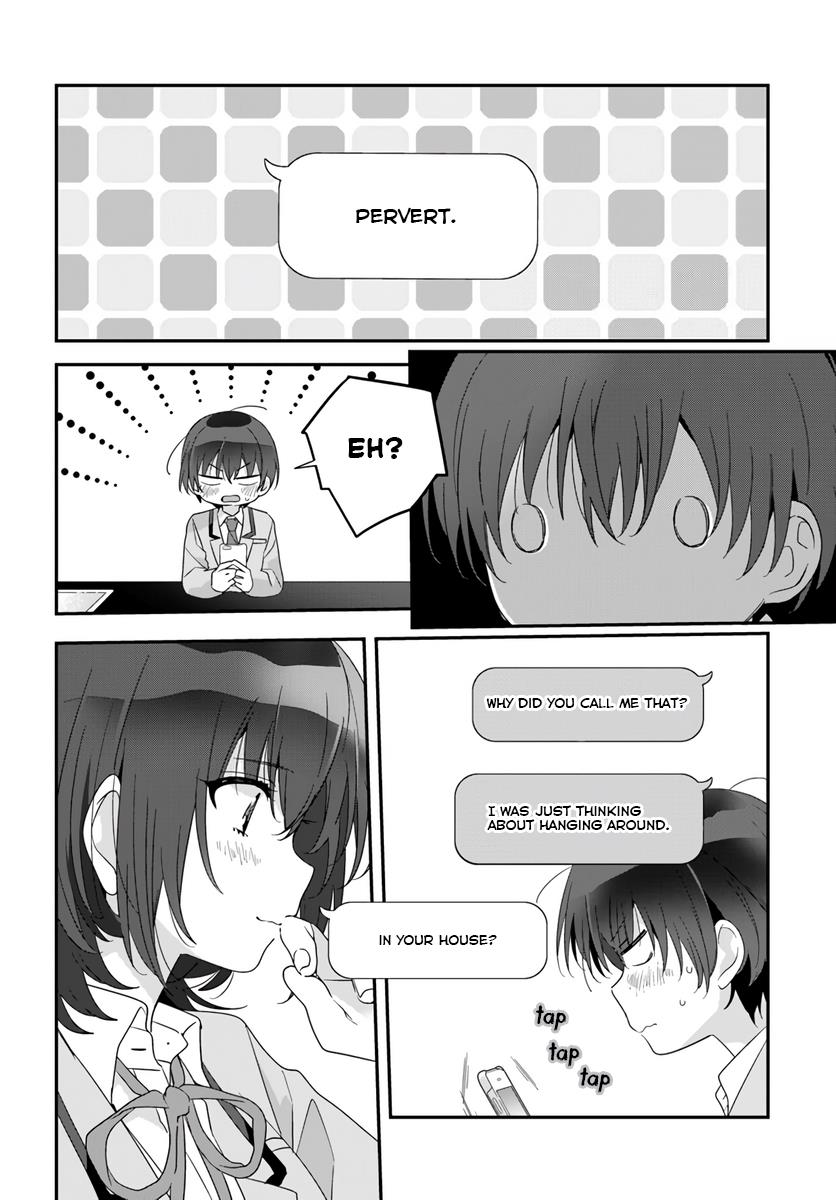 PERVERT.
EH?
WHY DID YOU CALL ME THAT?
I WAS JUST THINKING
ABOUT HANGING AROUND.
IN YOUR HOUSE?
tap
tap
tap